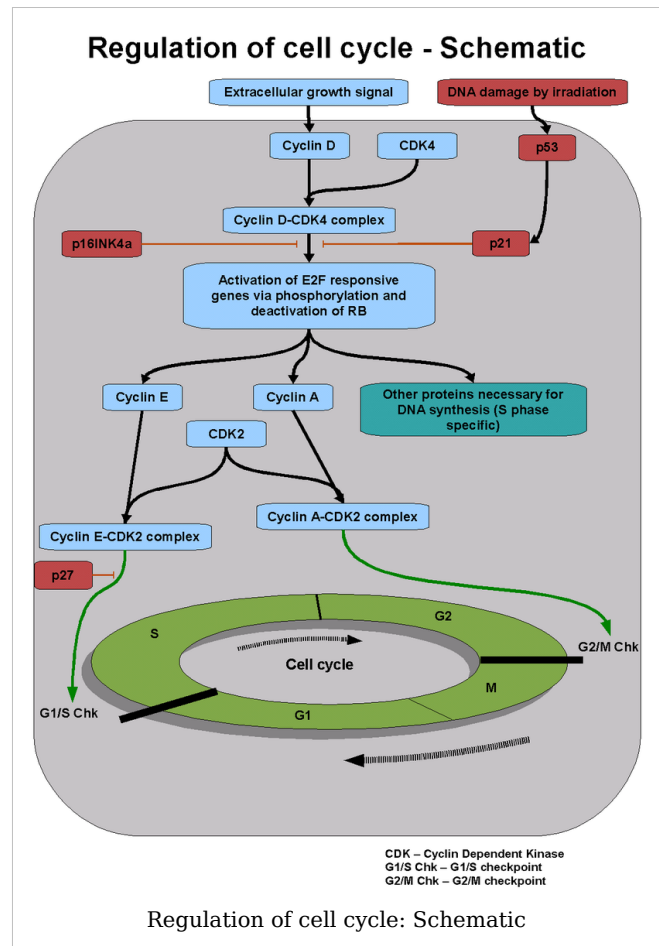 Regulation of cell cycle - Schematic
Extracellular growth signal
DNA damage by irradiation
Cyclin D
CDK4
p53
Cyclin D-CDK4 complex
p16INK4a
p21
Activation of E2F responsive
genes via phosphorylation and
deactivation of RB
Cyclin E
Cyclin A
Other proteins necessary for
DNA synthesis (S phase
specific)
CDK2
Cyclin E-CDK2 complex
Cyclin A-CDK2 complex
p27
S
G2
G2/M Chk
Cell cycle
M
G1/S Chk
G1
CDK – Cyclin Dependent Kinase
G1/S Chk – G1/S checkpoint
G2/M Chk – G2/M checkpoint
Regulation of cell cycle: Schematic